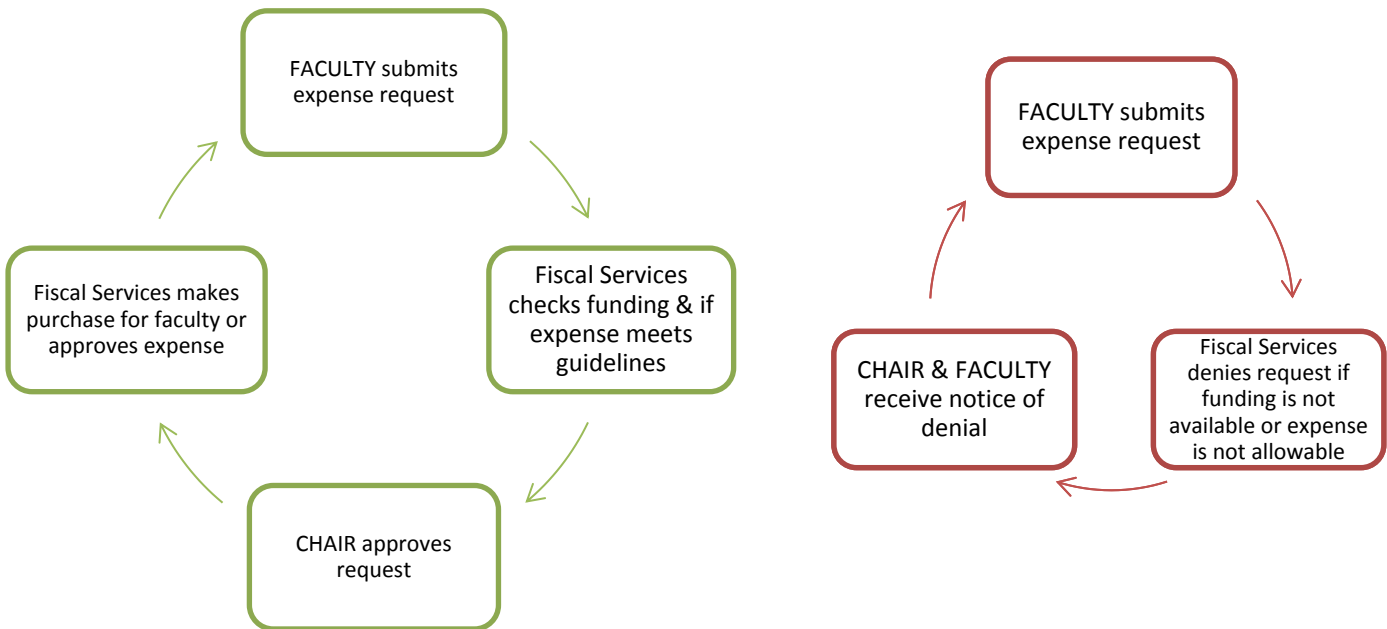 FACULTY submits
expense request
Fiscal Services
checks funding & if
expense meets
guidelines
CHAIR approves
request
Fiscal Services makes
purchase for faculty or
approves expense
FACULTY submits
expense request
Fiscal Services
denies request if
funding is not
available or expense
is not allowable
CHAIR & FACULTY
receive notice of
denial